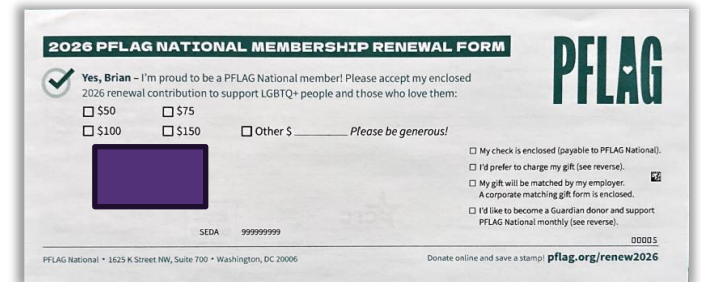 2026 PFLAG NATIONAL MEMBERSHIP RENEWAL FORM
PFLAG
Yes, Brian – I'm proud to be a PFLAG National member! Please accept my enclosed
2026 renewal contribution to support LGBTQ+ people and those who love them:
$50 $75
$100 $150 Other $ ________ Please be generous!
My check is enclosed (payable to PFLAG National).
I'd prefer to charge my gift (see reverse).
My gift will be matched by my employer.
A corporate matching gift form is enclosed.
I'd like to become a Guardian donor and support
PFLAG National monthly (see reverse).
SEDA 999999999
0000S
PFLAG National • 1625 K Street NW, Suite 700 • Washington, DC 20006
Donate online and save a stamp! pflag.org/renew2026